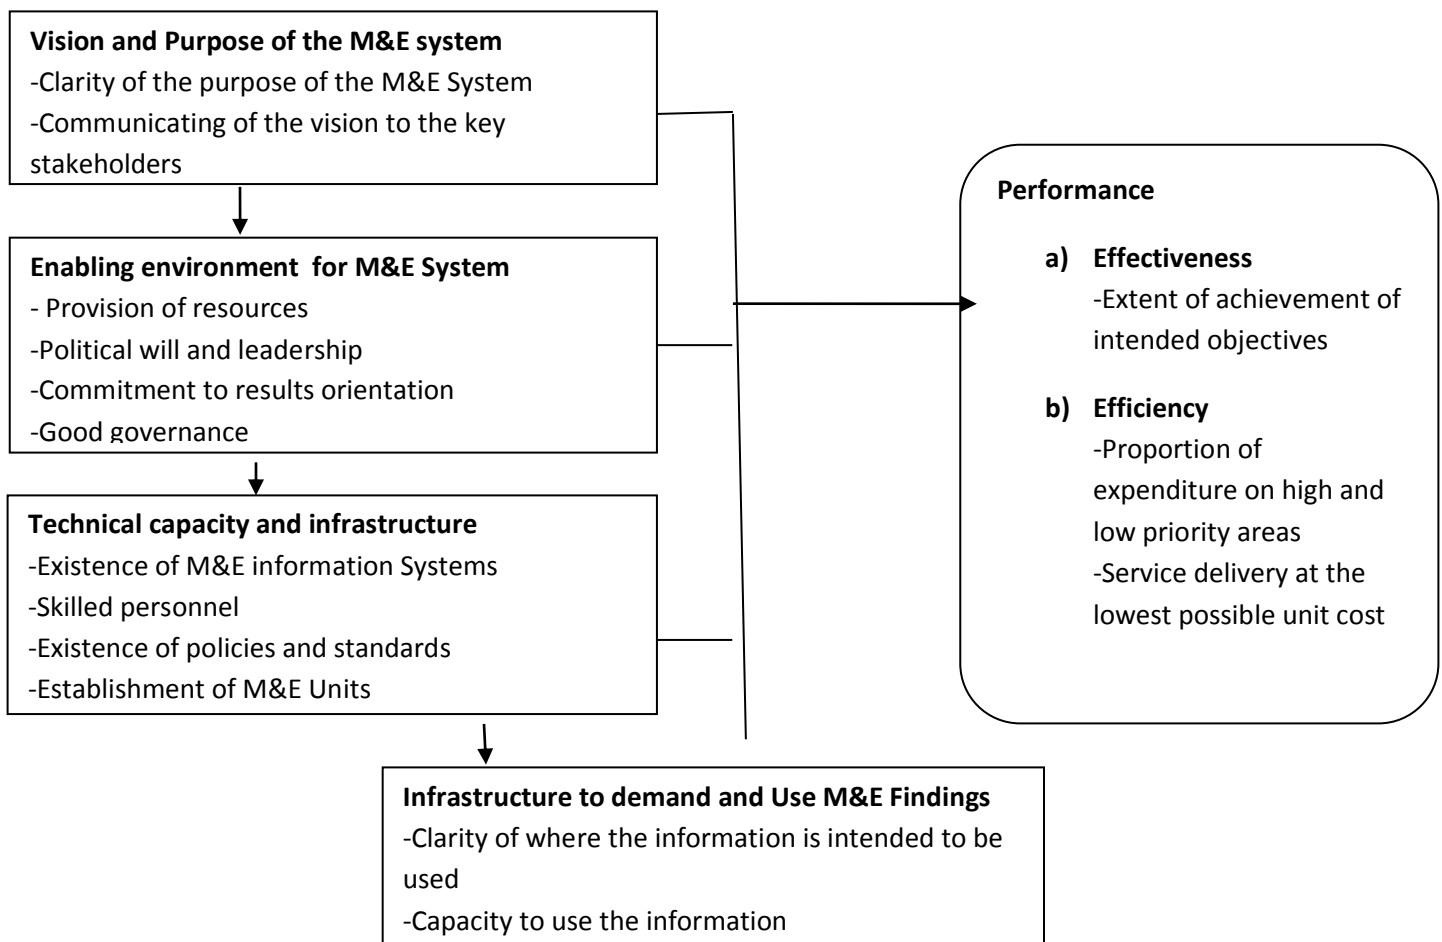 Vision and Purpose of the M&E system
-Clarity of the purpose of the M&E System
-Communicating of the vision to the key
stakeholders
Enabling environment  for M&E System
- Provision of resources
-Political will and leadership
-Commitment to results orientation
-Good governance
Technical capacity and infrastructure
-Existence of M&E information Systems
-Skilled personnel
-Existence of policies and standards
-Establishment of M&E Units
Infrastructure to demand and Use M&E Findings
-Clarity of where the information is intended to be
used
-Capacity to use the information
Performance
a) Effectiveness
-Extent of achievement of
intended objectives
b) Efficiency
-Proportion of
expenditure on high and
low priority areas
-Service delivery at the
lowest possible unit cost